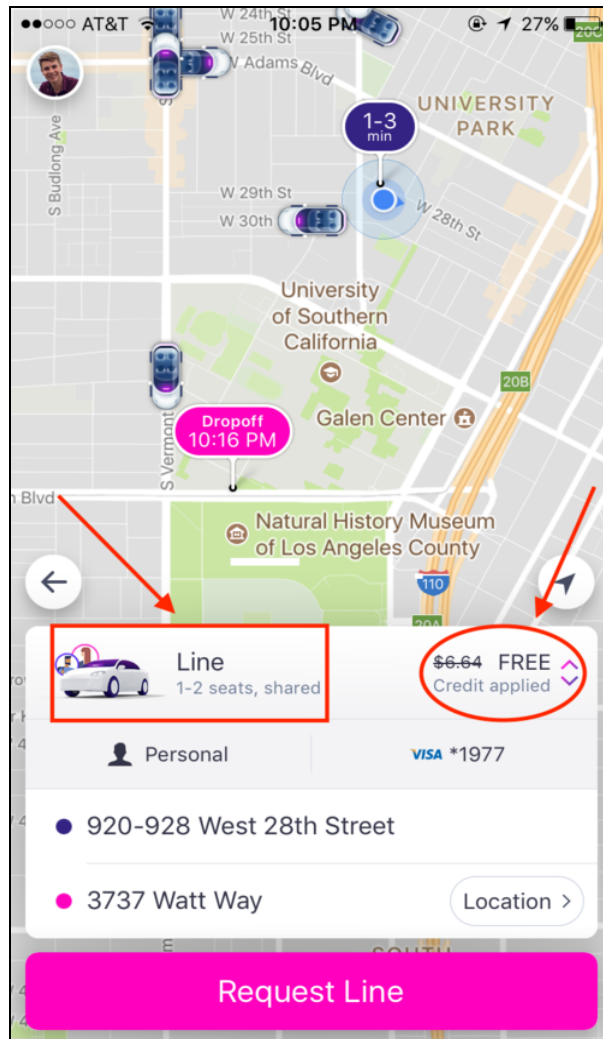 AT&T
10:05 PM
27%
W 24th St
W 25th St
W Adams Blvd
20C
S Budlong Ave
UNIVERSITY
PARK
1-3
min
W 29th St
W 28th St
W 30th
University
of Southern
California
20B
Galen Center
Dropoff
10:16 PM
S Vermont
Blvd
Natural History Museum
of Los Angeles County
110
20A
Line
1-2 seats, shared
$6.64 FREE
Credit applied
Personal
VISA *1977
920-928 West 28th Street
3737 Watt Way
Location >
Request Line